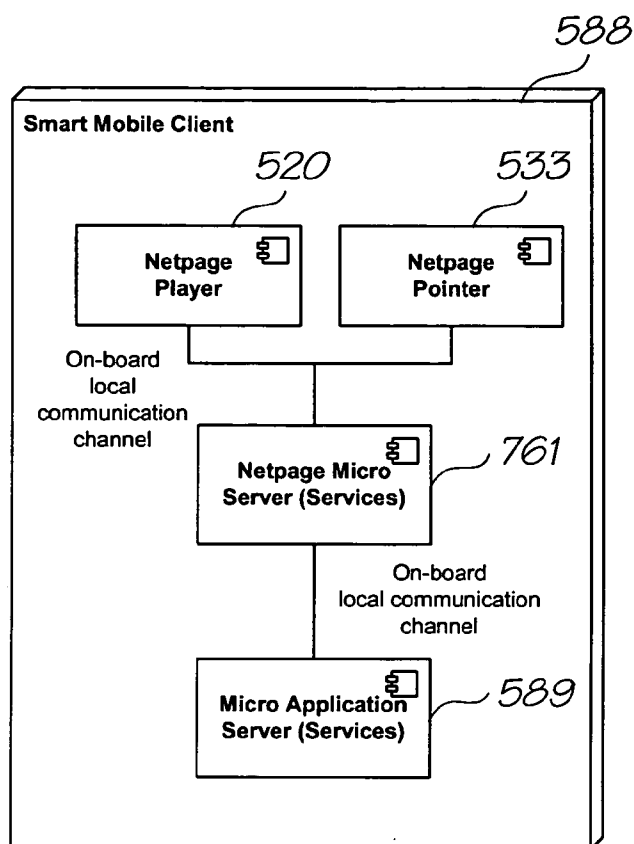 588
Smart Mobile Client
520
533
Netpage
Player
Netpage
Pointer
On-board
local
communication
channel
Netpage Micro
Server (Services)
761
On-board
local communication
channel
Micro Application
Server (Services)
589